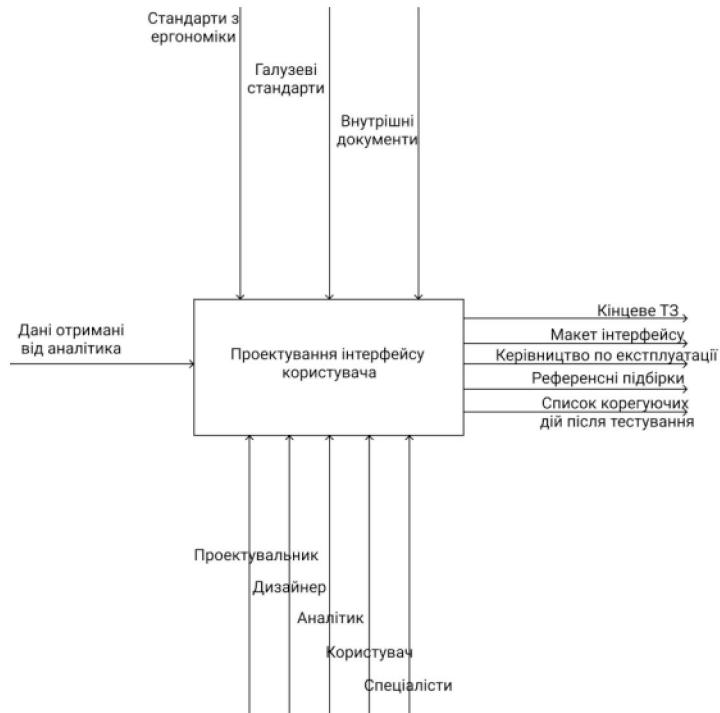 Стандарти з
ергономіки
Галузеві
стандарти
Внутрішні
документи
Дані отримані
від аналітика
Проектування інтерфейсу
користувача
Кінцеве ТЗ
Макет інтерфейсу
Керівництво по експлуатації
Референсні підбірки
Список корегуючих
дій після тестування
Проектувальник
Дизайнер
Аналітик
Користувач
Спеціалісти